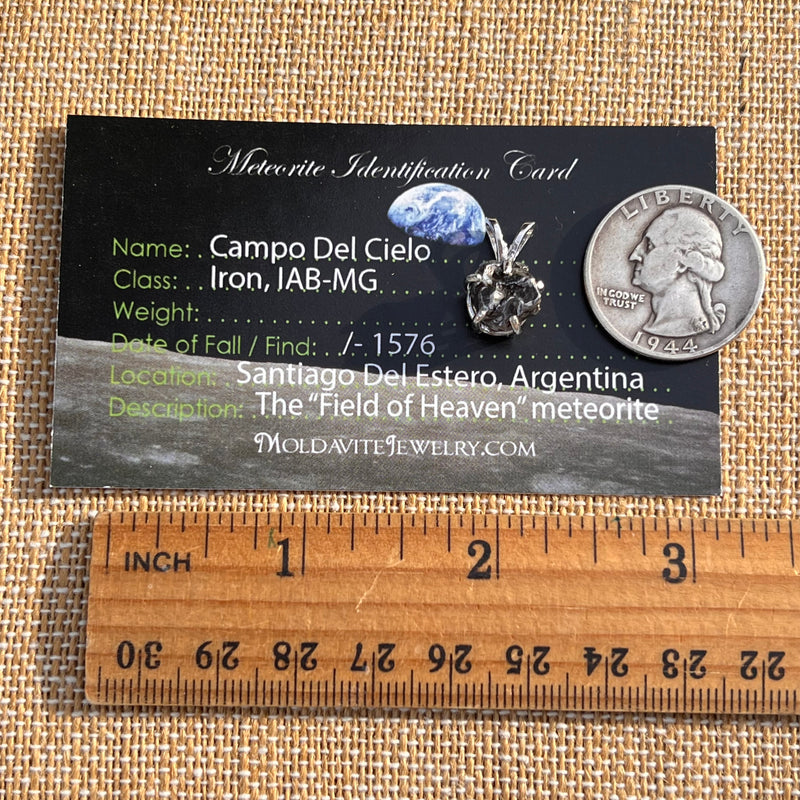 Meteorite Identification Card
Name: . Campo Del Cielo
Class: . . Iron, IAB-MG
Weight:
Date of Fall / Find: . . /- 1576
Location: . Santiago Del Estero, Argentina
Description: . The "Field of Heaven" meteorite
MOLDAVITEJEWELRY.COM
LIBERTY
IN GOD WE
TRUST
1944
INCH 1 2 3
30 29 28 27 26 25 24 23 22